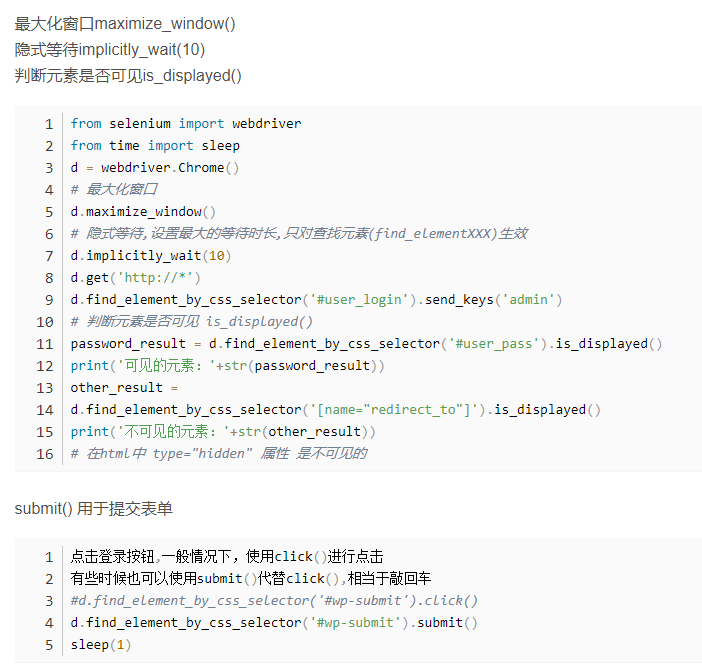 最大化窗口maximize_window()
隐式等待implicitly_wait(10)
判断元素是否可见is_displayed()
1 from selenium import webdriver
2 from time import sleep
3 d = webdriver.Chrome()
4 # 最大化窗口
5 d.maximize_window()
6 # 隐式等待,设置最大的等待时长,只对查找元素(find_elementXXX)生效
7 d.implicitly_wait(10)
8 d.get('http://*')
9 d.find_element_by_css_selector('#user_login').send_keys('admin')
10 # 判断元素是否可见 is_displayed()
11 password_result = d.find_element_by_css_selector('#user_pass').is_displayed()
12 print('可见的元素：'+str(password_result))
13 other_result =
14 d.find_element_by_css_selector('[name="redirect_to"]').is_displayed()
15 print('不可见的元素：'+str(other_result))
16 # 在html中 type="hidden" 属性 是不可见的
submit() 用于提交表单
1 点击登录按钮,一般情况下，使用click()进行点击
2 有些时候也可以使用submit()代替click(),相当于敲回车
3 #d.find_element_by_css_selector('#wp-submit').click()
4 d.find_element_by_css_selector('#wp-submit').submit()
5 sleep(1)